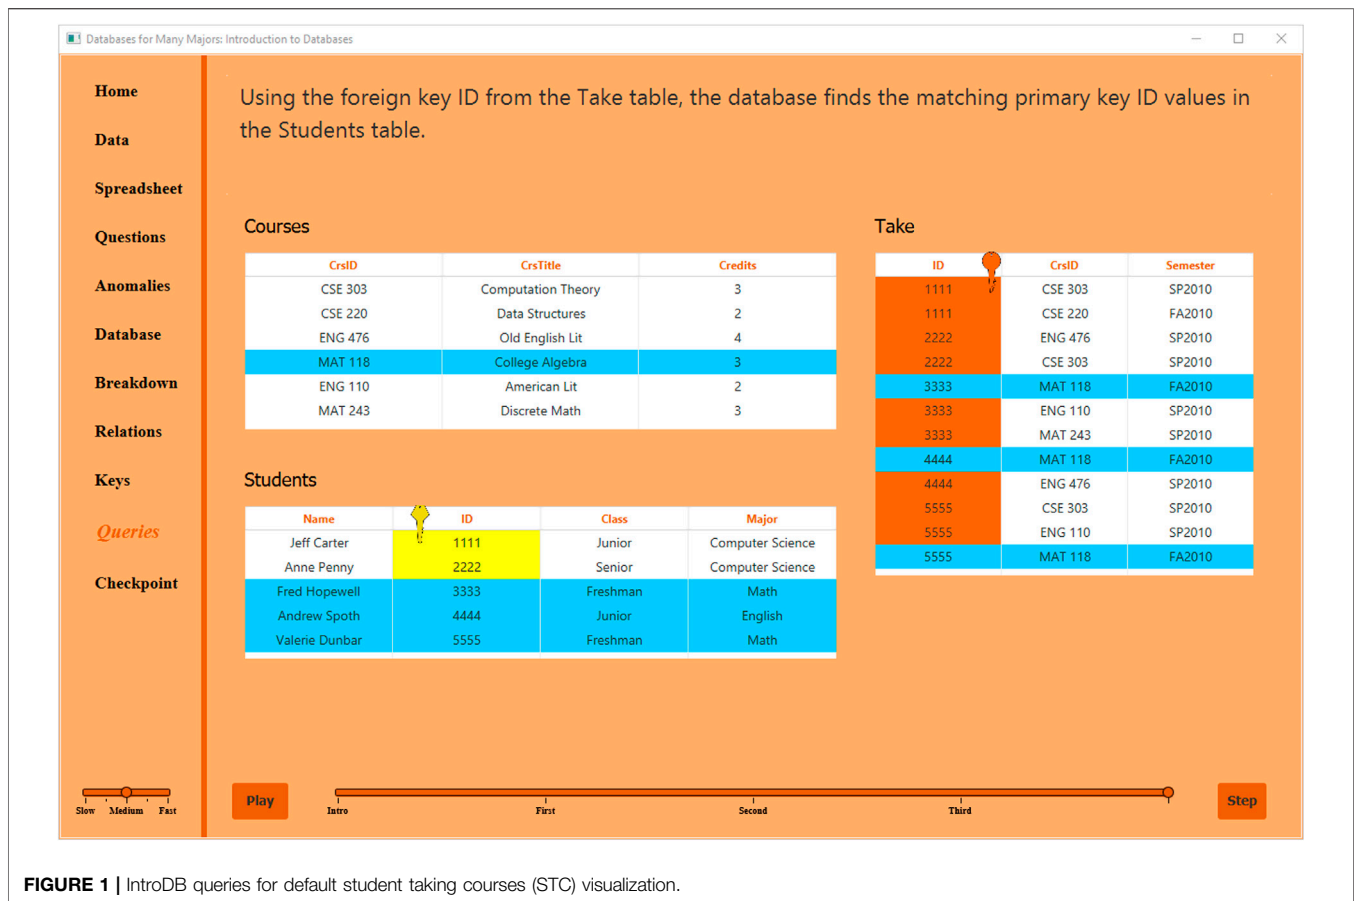 Databases for Many Majors: Introduction to Databases
Home
Data
Spreadsheet
Questions
Anomalies
Database
Breakdown
Relations
Keys
Queries
Checkpoint
Slow Medium Fast
Using the foreign key ID from the Take table, the database finds the matching primary key ID values in
the Students table.
Courses
CrsID CrsTitle Credits
CSE 303 Computation Theory 3
CSE 220 Data Structures 2
ENG 476 Old English Lit 4
MAT 118 College Algebra 3
ENG 110 American Lit 2
MAT 243 Discrete Math 3
Students
Name ID Class Major
Jeff Carter 1111 Junior Computer Science
Anne Penny 2222 Senior Computer Science
Fred Hopewell 3333 Freshman Math
Andrew Spoth 4444 Junior English
Valerie Dunbar 5555 Freshman Math
Take
ID CrsID Semester
1111 CSE 303 SP2010
1111 CSE 220 FA2010
2222 ENG 476 SP2010
2222 CSE 303 SP2010
3333 MAT 118 FA2010
3333 ENG 110 SP2010
3333 MAT 243 SP2010
4444 MAT 118 FA2010
4444 ENG 476 SP2010
5555 CSE 303 SP2010
5555 ENG 110 SP2010
5555 MAT 118 FA2010
Play
Intro First Second Third
Step
FIGURE 1 | IntroDB queries for default student taking courses (STC) visualization.